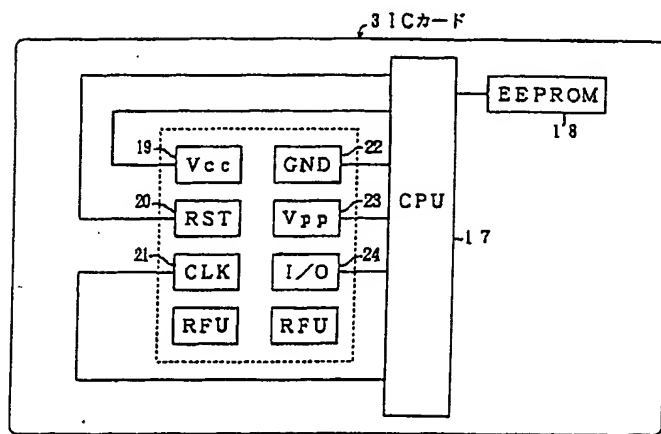 3 ICカード
EEPROM
18
19
Vcc
GND
22
20
RST
Vpp
23
CPU
17
21
CLK
I/O
24
RFU
RFU